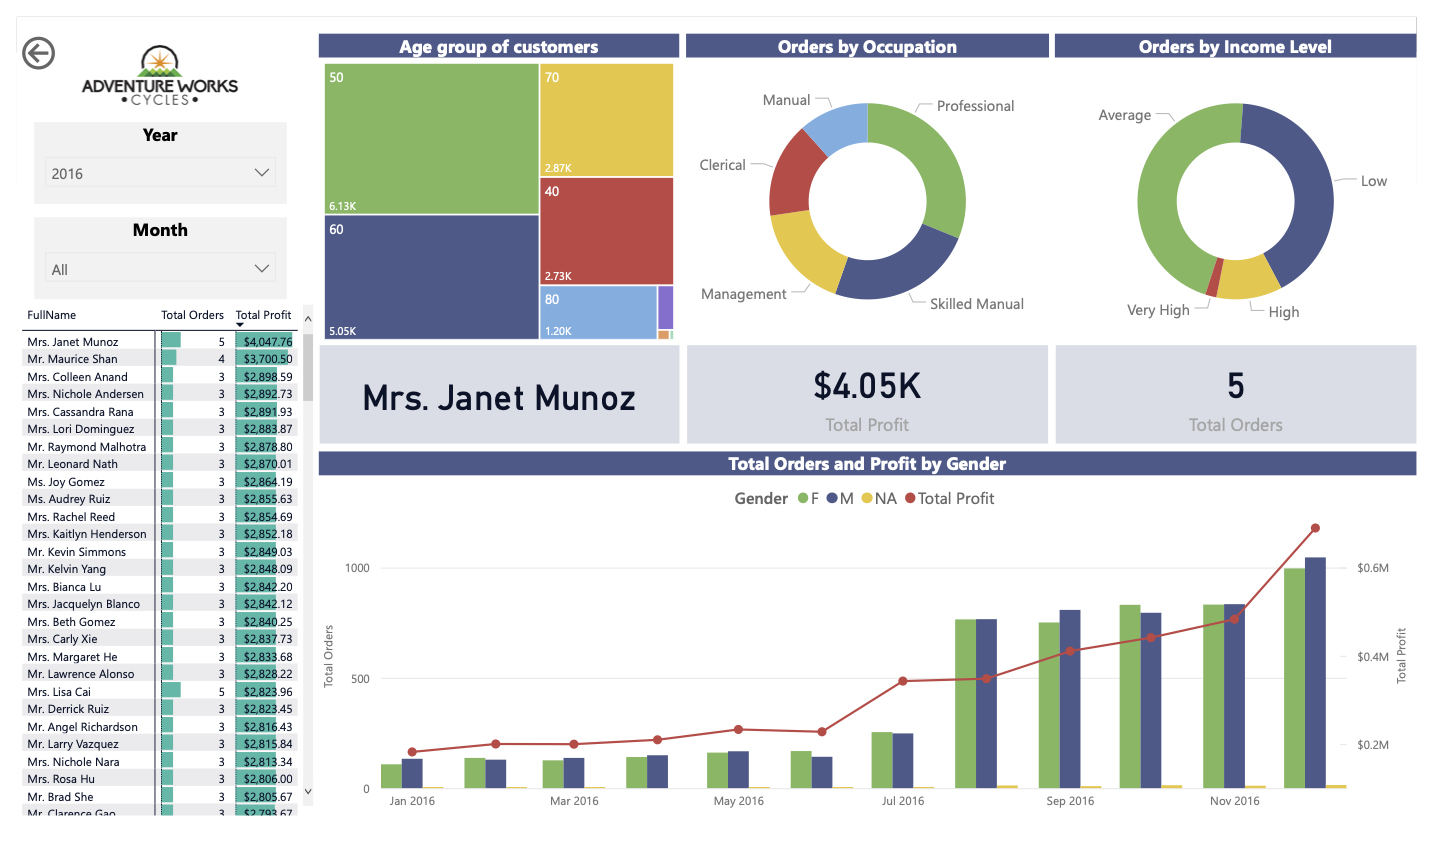 ADVENTURE WORKS
•CYCLES•
Year
2016
Month
All
FullName Total Orders Total Profit
Mrs. Janet Munoz 5 $4,047.76
Mr. Maurice Shan 4 $3,700.50
Mrs. Colleen Anand 3 $2,898.59
Mrs. Nichole Andersen 3 $2,892.73
Mrs. Cassandra Rana 3 $2,891.93
Mrs. Lori Dominguez 3 $2,883.87
Mr. Raymond Malhotra 3 $2,878.80
Mr. Leonard Nath 3 $2,870.01
Ms. Joy Gomez 3 $2,864.19
Ms. Audrey Ruiz 3 $2,855.63
Mrs. Rachel Reed 3 $2,854.69
Mrs. Kaitlyn Henderson 3 $2,852.18
Mr. Kevin Simmons 3 $2,849.03
Mr. Kelvin Yang 3 $2,848.09
Mrs. Bianca Lu 3 $2,842.20
Mrs. Jacquelyn Blanco 3 $2,842.12
Mrs. Beth Gomez 3 $2,840.25
Mrs. Carly Xie 3 $2,837.73
Mrs. Margaret He 3 $2,833.68
Mr. Lawrence Alonso 3 $2,828.22
Mrs. Lisa Cai 5 $2,823.96
Mr. Derrick Ruiz 3 $2,823.45
Mr. Angel Richardson 3 $2,816.43
Mr. Larry Vazquez 3 $2,815.84
Mrs. Nichole Nara 3 $2,813.34
Mrs. Rosa Hu 3 $2,806.00
Mr. Brad She 3 $2,805.67
Mr. Clarence Gao 3 $2,793.67
Age group of customers
50
6.13K
60
5.05K
70
2.87K
40
2.73K
80
1.20K
Orders by Occupation
Manual
Professional
Clerical
Management
Skilled Manual
Orders by Income Level
Average
Low
Very High
High
Mrs. Janet Munoz
$4.05K
Total Profit
5
Total Orders
Total Orders and Profit by Gender
Gender F M NA Total Profit
Total Orders
1000
500
0
$0.6M
$0.4M
$0.2M
Total Profit
Jan 2016 Mar 2016 May 2016 Jul 2016 Sep 2016 Nov 2016